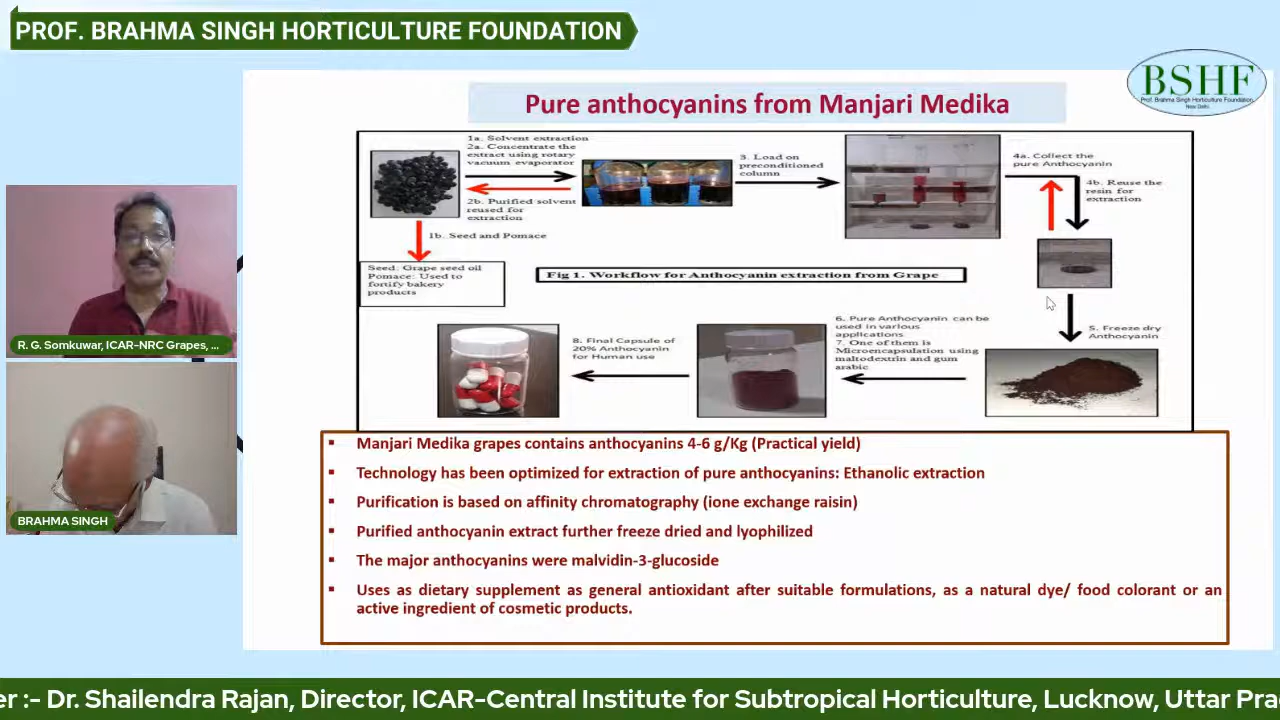 PROF. BRAHMA SINGH HORTICULTURE FOUNDATION
BSHF
Prof. Brahma Singh Horticulture Foundation
New Delhi
Pure anthocyanins from Manjari Medika
1a. Solvent extraction
2a. Concentrate the
extract using rotary
vacuum evaporator
2b. Purified solvent
reused for
extraction
3. Load on
preconditioned
column
4a. Collect the
pure Anthocyanin
4b. Reuse the
resin for
extraction
1b. Seed and Pomace
Seed: Grape seed oil
Pomace: Used to
fortify bakery
products
Fig 1. Workflow for Anthocyanin extraction from Grape
5. Freeze dry
Anthocyanin
6. Pure Anthocyanin can be
used in various
applications
7. One of them is
Microencapsulation using
maltodextrin and gum
arabic
8. Final Capsule of
20% Anthocyanin
for Human use
▪ Manjari Medika grapes contains anthocyanins 4-6 g/Kg (Practical yield)
▪ Technology has been optimized for extraction of pure anthocyanins: Ethanolic extraction
▪ Purification is based on affinity chromatography (ione exchange raisin)
▪ Purified anthocyanin extract further freeze dried and lyophilized
▪ The major anthocyanins were malvidin-3-glucoside
▪ Uses as dietary supplement as general antioxidant after suitable formulations, as a natural dye/ food colorant or an
active ingredient of cosmetic products.
R. G. Somkuwar, ICAR-NRC Grapes, ...
BRAHMA SINGH
er :- Dr. Shailendra Rajan, Director, ICAR-Central Institute for Subtropical Horticulture, Lucknow, Uttar Pra